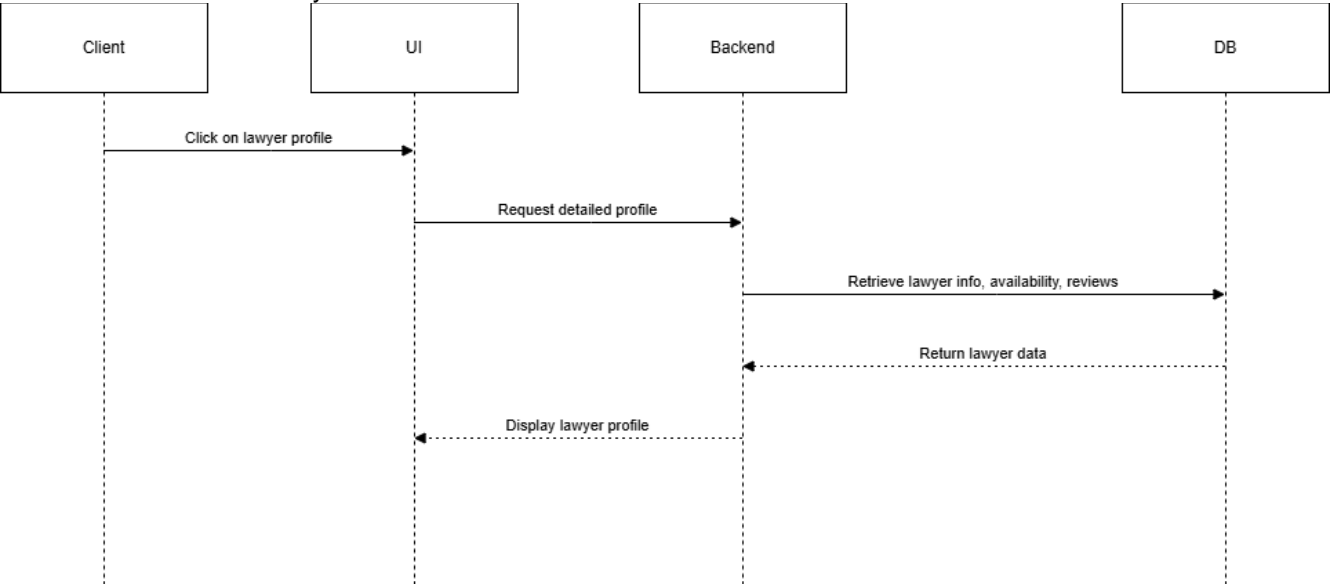 Client
UI
Backend
DB
Click on lawyer profile
Request detailed profile
Retrieve lawyer info, availability, reviews
Return lawyer data
Display lawyer profile